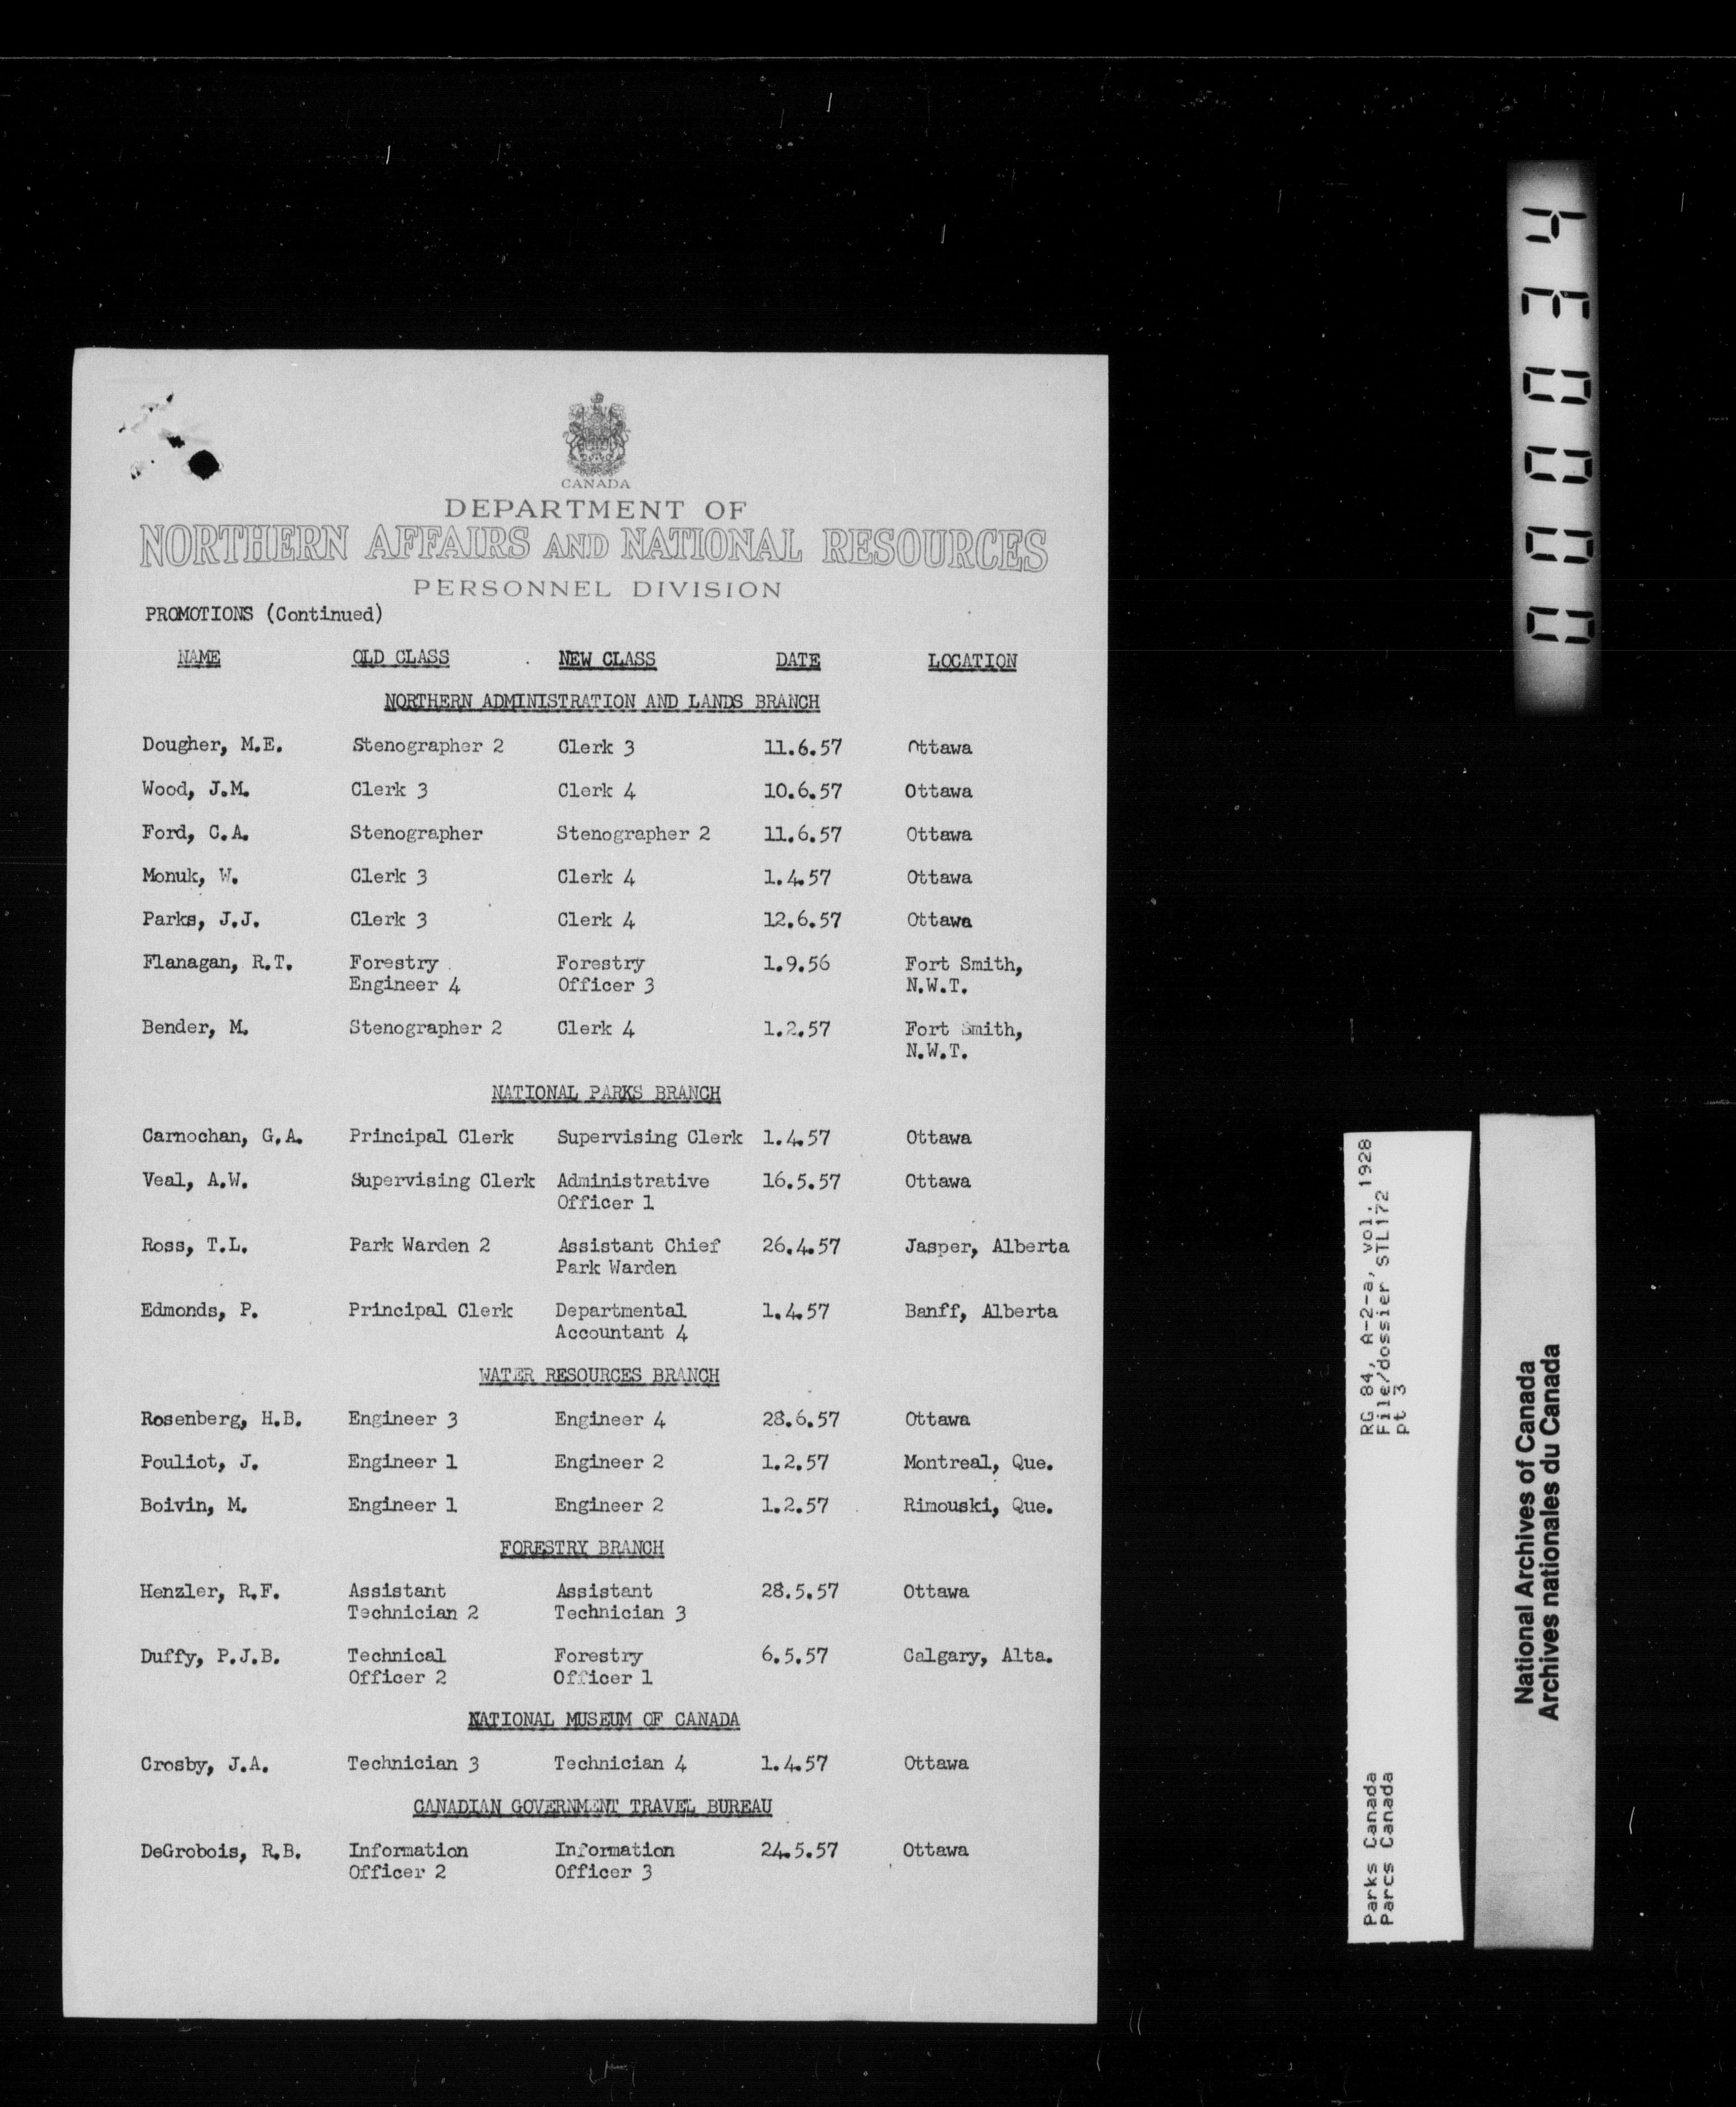 CANADA
DEPARTMENT OF
NORTHERN AFFAIRS AND NATIONAL RESOURCES
PERSONNEL DIVISION
PROMOTIONS (Continued)
NAME OLD CLASS NEW CLASS DATE LOCATION
NORTHERN ADMINISTRATION AND LANDS BRANCH
Dougher, M.E. Stenographer 2 Clerk 3 11.6.57 Ottawa
Wood, J.M. Clerk 3 Clerk 4 10.6.57 Ottawa
Ford, C.A. Stenographer Stenographer 2 11.6.57 Ottawa
Monuk, W. Clerk 3 Clerk 4 1.4.57 Ottawa
Parks, J.J. Clerk 3 Clerk 4 12.6.57 Ottawa
Flanagan, R.T. Forestry Forestry 1.9.56 Fort Smith,
Engineer 4 Officer 3 N.W.T.
Bender, M. Stenographer 2 Clerk 4 1.2.57 Fort Smith,
N.W.T.
NATIONAL PARKS BRANCH
Carnochan, G.A. Principal Clerk Supervising Clerk 1.4.57 Ottawa
Veal, A.W. Supervising Clerk Administrative 16.5.57 Ottawa
Officer 1
Ross, T.L. Park Warden 2 Assistant Chief 26.4.57 Jasper, Alberta
Park Warden
Edmonds, P. Principal Clerk Departmental 1.4.57 Banff, Alberta
Accountant 4
WATER RESOURCES BRANCH
Rosenberg, H.B. Engineer 3 Engineer 4 28.6.57 Ottawa
Pouliot, J. Engineer 1 Engineer 2 1.2.57 Montreal, Que.
Boivin, M. Engineer 1 Engineer 2 1.2.57 Rimouski, Que.
FORESTRY BRANCH
Henzler, R.F. Assistant Assistant 28.5.57 Ottawa
Technician 2 Technician 3
Duffy, P.J.B. Technical Forestry 6.5.57 Calgary, Alta.
Officer 2 Officer 1
NATIONAL MUSEUM OF CANADA
Crosby, J.A. Technician 3 Technician 4 1.4.57 Ottawa
CANADIAN GOVERNMENT TRAVEL BUREAU
DeGrobois, R.B. Information Information 24.5.57 Ottawa
Officer 2 Officer 3
000034
Parks Canada RG 84, A-2-a, vol. 1928
Parcs Canada File/dossier STL172
pt 3
National Archives of Canada
Archives nationales du Canada